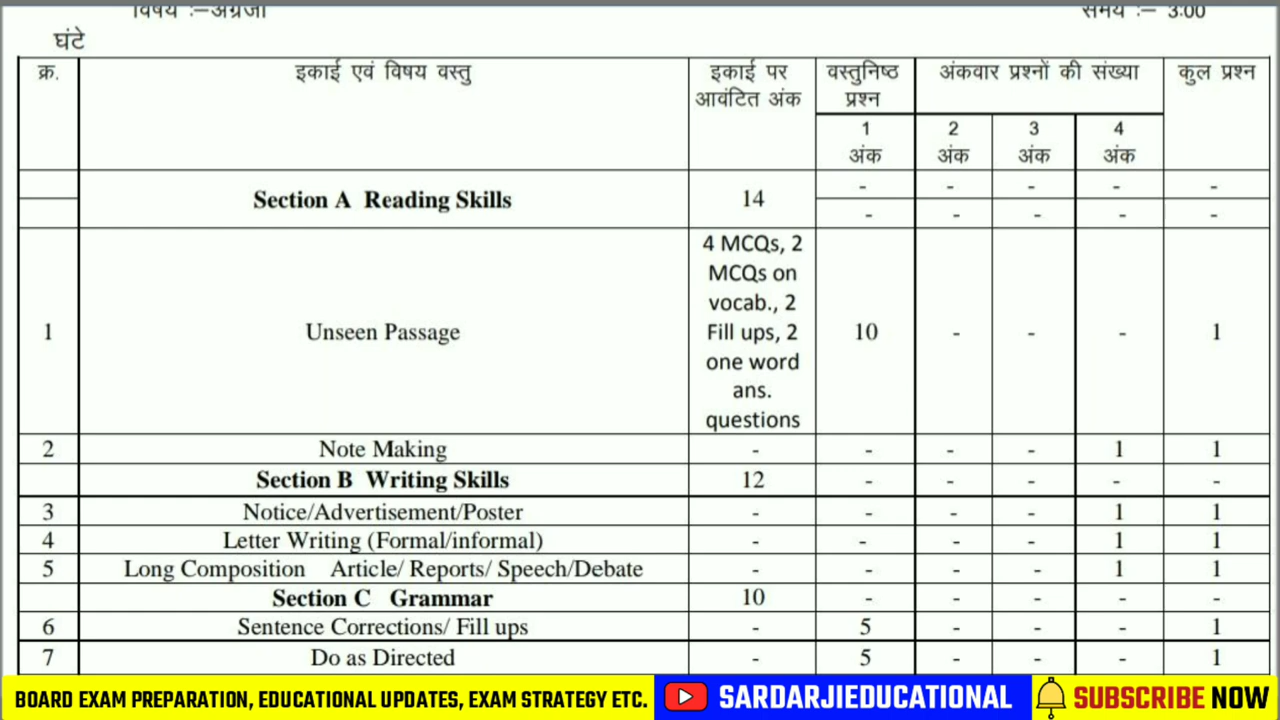 विषय :–अंग्रेजी समय :– 3:00
घंटे
क्र. इकाई एवं विषय वस्तु इकाई पर आवंटित अंक वस्तुनिष्ठ प्रश्न अंकवार प्रश्नों की संख्या कुल प्रश्न
1 अंक 2 अंक 3 अंक 4 अंक
Section A Reading Skills 14 - - - - -
- - - - -
1 Unseen Passage 4 MCQs, 2 MCQs on vocab., 2 Fill ups, 2 one word ans. questions 10 - - - 1
2 Note Making - - - - 1 1
Section B Writing Skills 12 - - - - -
3 Notice/Advertisement/Poster - - - - 1 1
4 Letter Writing (Formal/informal) - - - - 1 1
5 Long Composition Article/ Reports/ Speech/Debate - - - - 1 1
Section C Grammar 10 - - - - -
6 Sentence Corrections/ Fill ups - 5 - - - 1
7 Do as Directed - 5 - - - 1
BOARD EXAM PREPARATION, EDUCATIONAL UPDATES, EXAM STRATEGY ETC. SARDARJIEDUCATIONAL SUBSCRIBE NOW